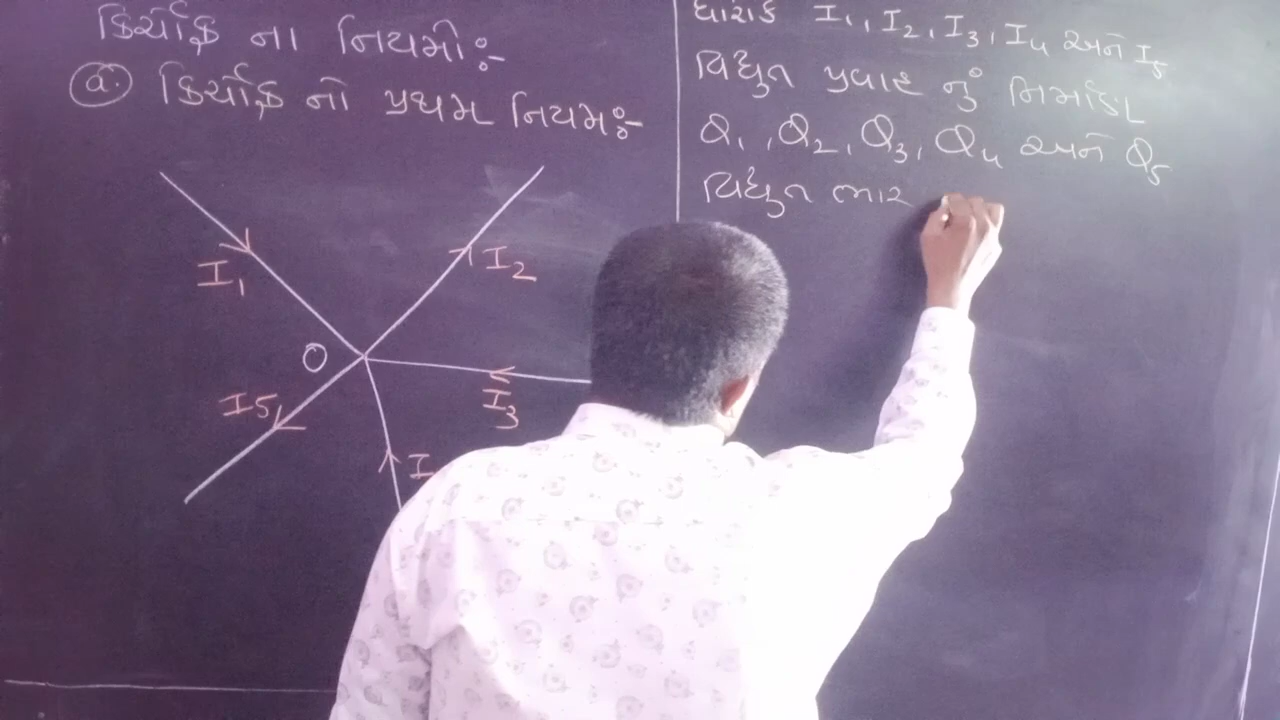 કિર્ચોફ ના નિયમો:-
(a.) કિર્ચોફ નો પ્રથમ નિયમ:-
I1
I2
O
I5
I3
I
ધારોકે I1, I2, I3, I4 અને I5
વિધુત પ્રવાહ નું નિર્માણ
Q1, Q2, Q3, Q4 અને Q5
વિધુત ભાર